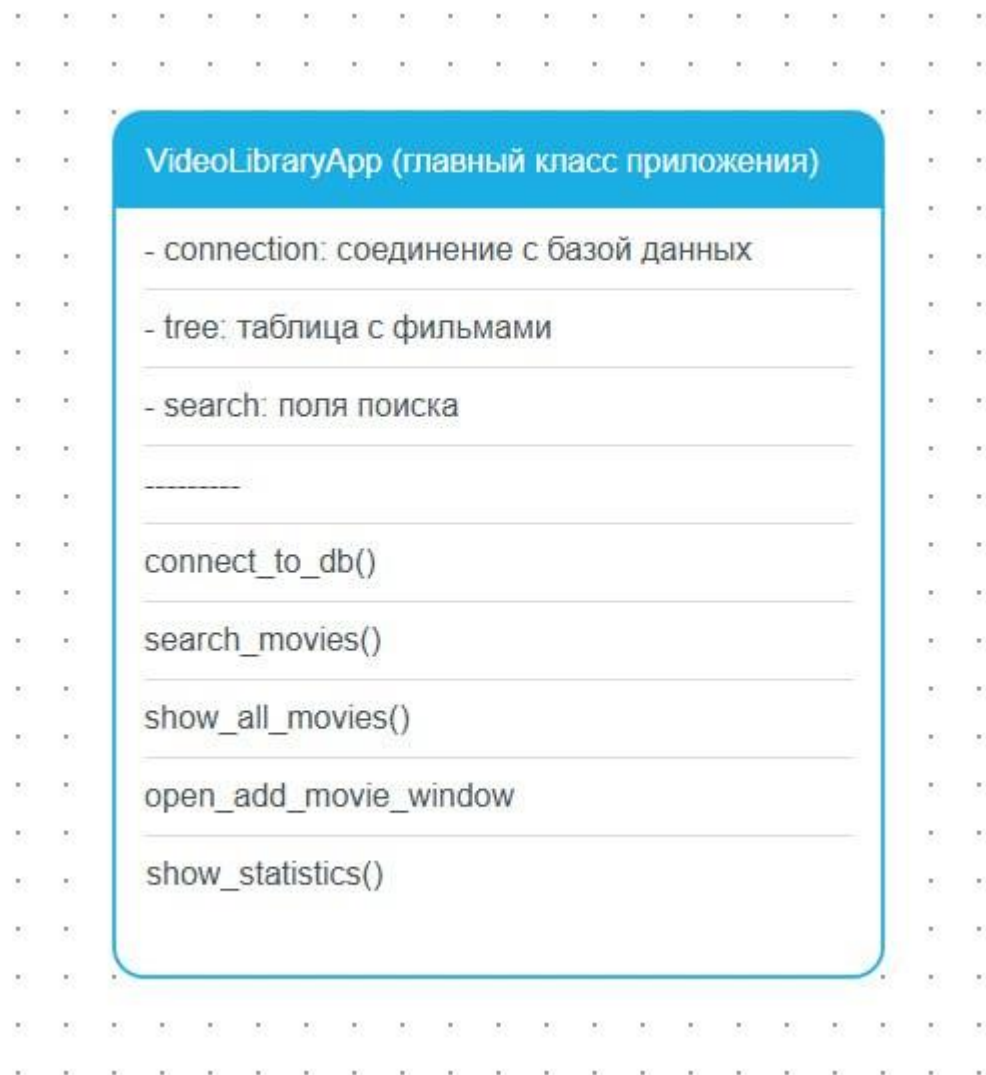 VideoLibraryApp (главный класс приложения)
- connection: соединение с базой данных
- tree: таблица с фильмами
- search: поля поиска
---------
connect_to_db()
search_movies()
show_all_movies()
open_add_movie_window
show_statistics()